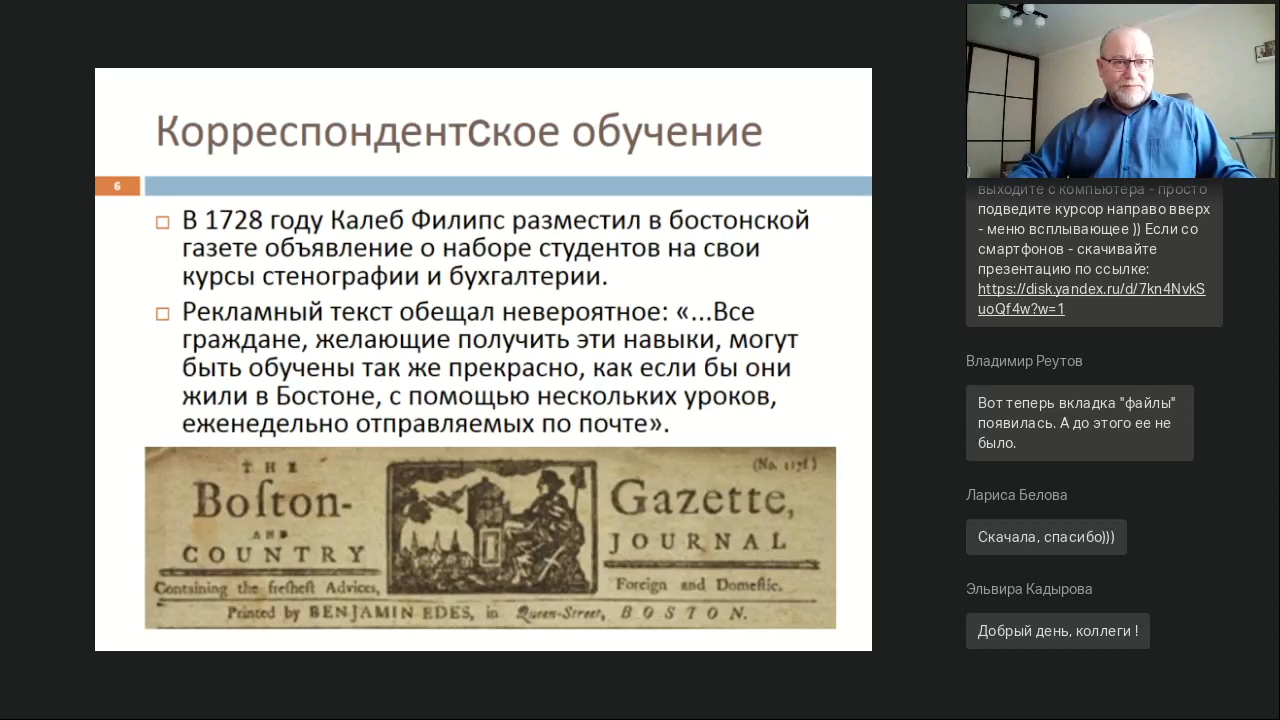 Корреспондентское обучение
6
В 1728 году Калеб Филипс разместил в бостонской
газете объявление о наборе студентов на свои
курсы стенографии и бухгалтерии.
Рекламный текст обещал невероятное: «...Все
граждане, желающие получить эти навыки, могут
быть обучены так же прекрасно, как если бы они
жили в Бостоне, с помощью нескольких уроков,
еженедельно отправляемых по почте».
THE
Boſton-
AND
COUNTRY
Containing the freſheſt Advices,
Gazette,
JOURNAL
Foreign and Domeſtic.
Printed by BENJAMIN EDES, in Queen-Street, BOSTON.
выходите с компьютера - просто
подведите курсор направо вверх
- меню всплывающее )) Если со
смартфонов - скачивайте
презентацию по ссылке:
https://disk.yandex.ru/d/7kn4NvkS
uoQf4w?w=1
Владимир Реутов
Вот теперь вкладка "файлы"
появилась. А до этого ее не
было.
Лариса Белова
Скачала, спасибо)))
Эльвира Кадырова
Добрый день, коллеги !